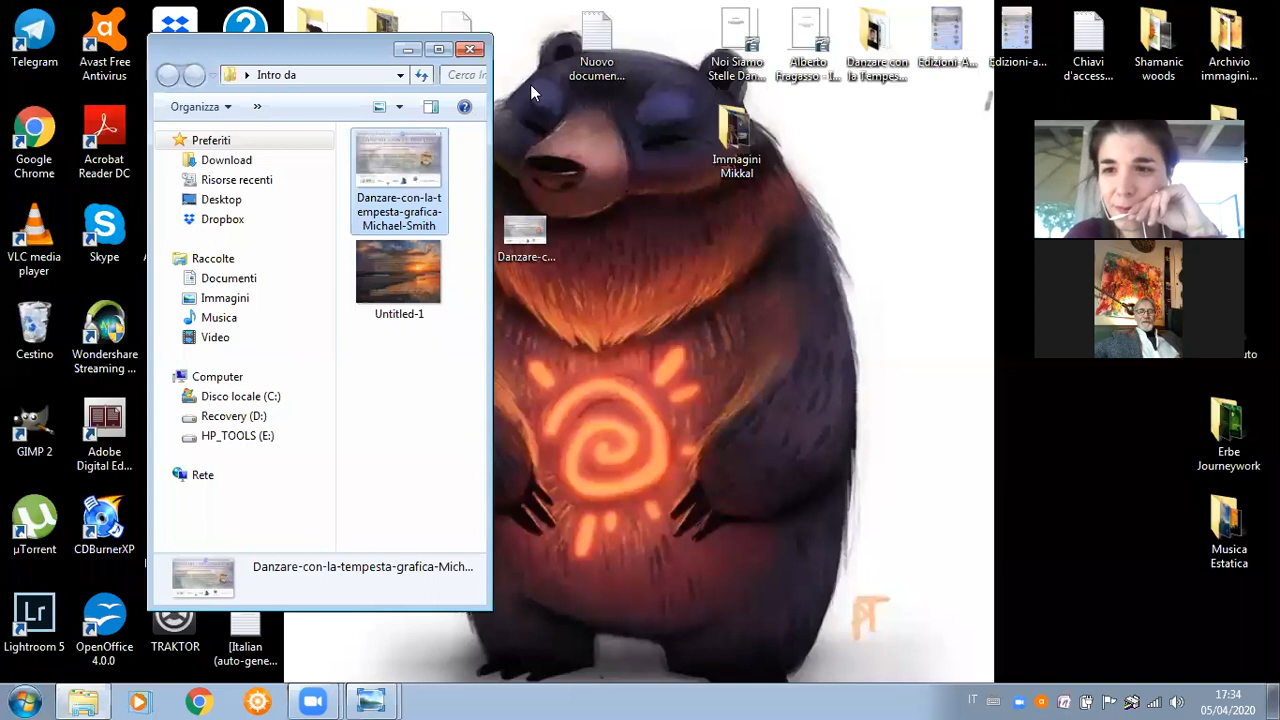 Telegram
Avast Free
Antivirus
Google
Chrome
Acrobat
Reader DC
VLC media
player
Skype
Cestino
Wondershare
Streaming ...
GIMP 2
Adobe
Digital Ed...
µTorrent
CDBurnerXP
Lightroom 5
OpenOffice
4.0.0
TRAKTOR
[Italian
(auto-gene...
Intro da
Cerca In
Organizza
»
Preferiti
Download
Risorse recenti
Desktop
Dropbox
Raccolte
Documenti
Immagini
Musica
Video
Computer
Disco locale (C:)
Recovery (D:)
HP_TOOLS (E:)
Rete
Danzare-con-la-t
empesta-grafica-
Michael-Smith
Untitled-1
Danzare-con-la-tempesta-grafica-Mich...
Danzare-c...
Nuovo
documen...
Noi Siamo
Stelle Dan...
Alberto
Fragasso - 1...
Danzare con
la Tempes...
Edizioni-A...
Edizioni-a...
Chiavi
d'access...
Shamanic
woods
Archivio
immagini...
Immagini
Mikkal
Erbe
Journeywork
Musica
Estatica
PT
IT
17:34
05/04/2020